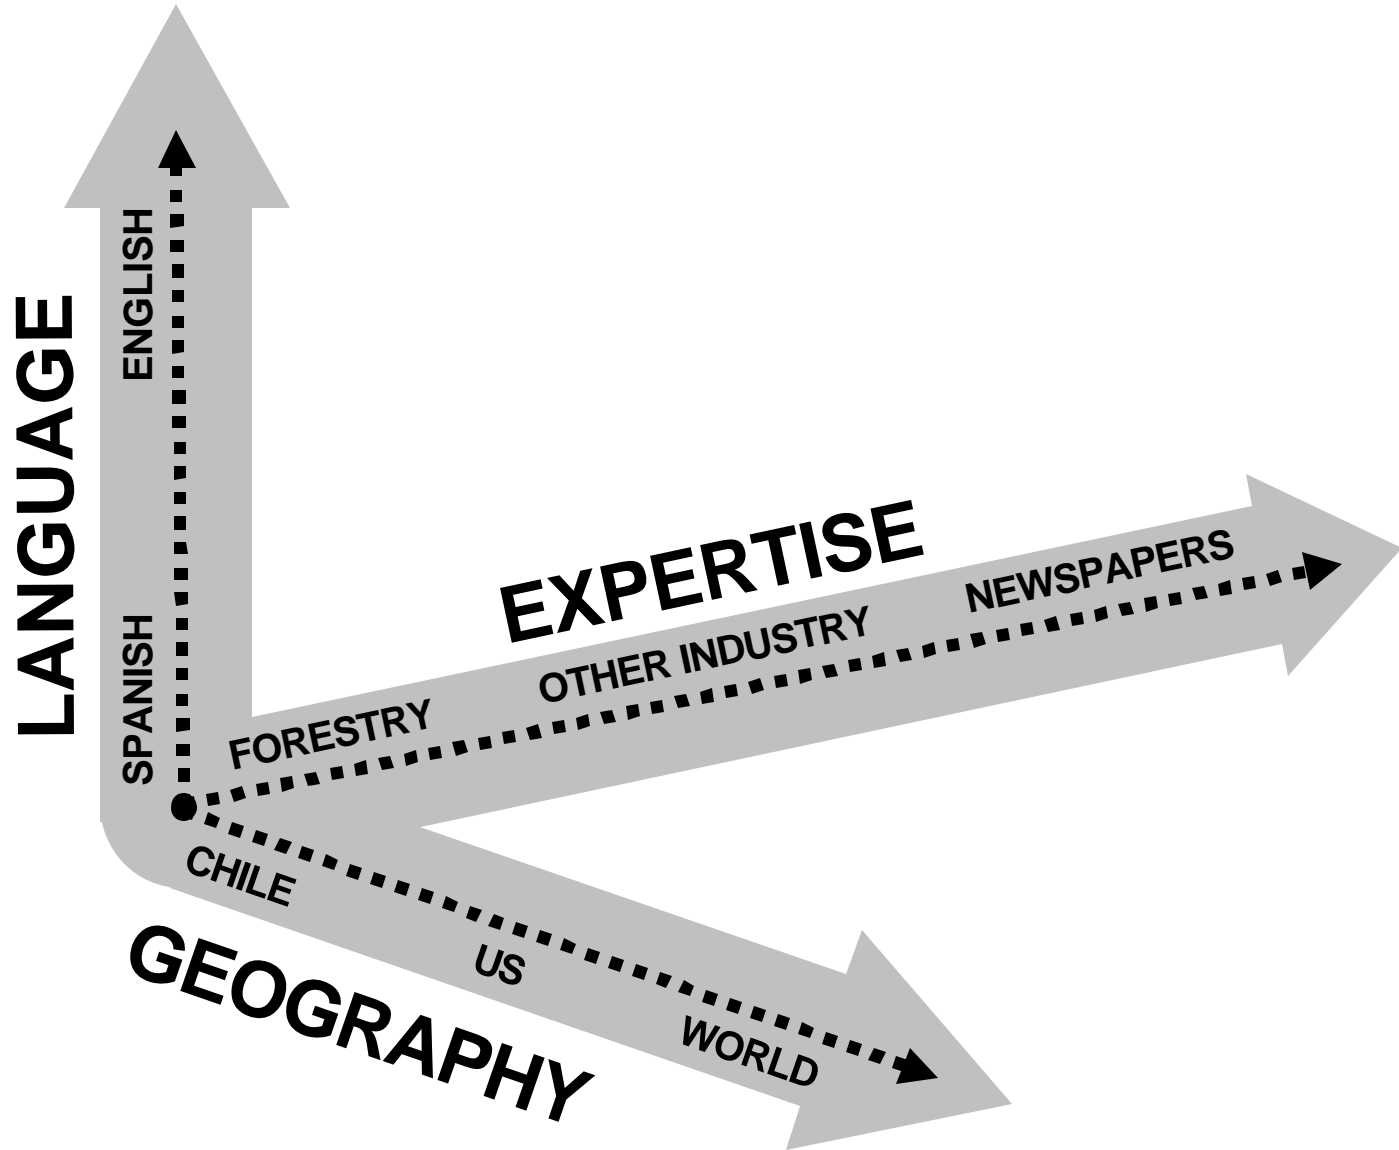 LANGUAGE
ENGLISH
SPANISH
EXPERTISE
FORESTRY
OTHER INDUSTRY
NEWSPAPERS
GEOGRAPHY
CHILE
US
WORLD